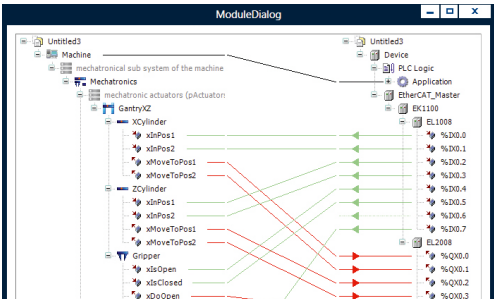 ModuleDialog
Untitled3
Machine
mechatronical sub system of the machine
Mechatronics
mechatronic actuators (pActuator:
GantryXZ
XCylinder
xInPos1
xInPos2
xMoveToPos1
xMoveToPos2
ZCylinder
xInPos1
xInPos2
xMoveToPos1
xMoveToPos2
Gripper
xIsOpen
xIsClosed
xDoOpen
Untitled3
Device
PLC Logic
Application
EtherCAT_Master
EK1100
EL1008
%IX0.0
%IX0.1
%IX0.2
%IX0.3
%IX0.4
%IX0.5
%IX0.6
%IX0.7
EL2008
%QX0.0
%QX0.1
%QX0.2
%QX0.3